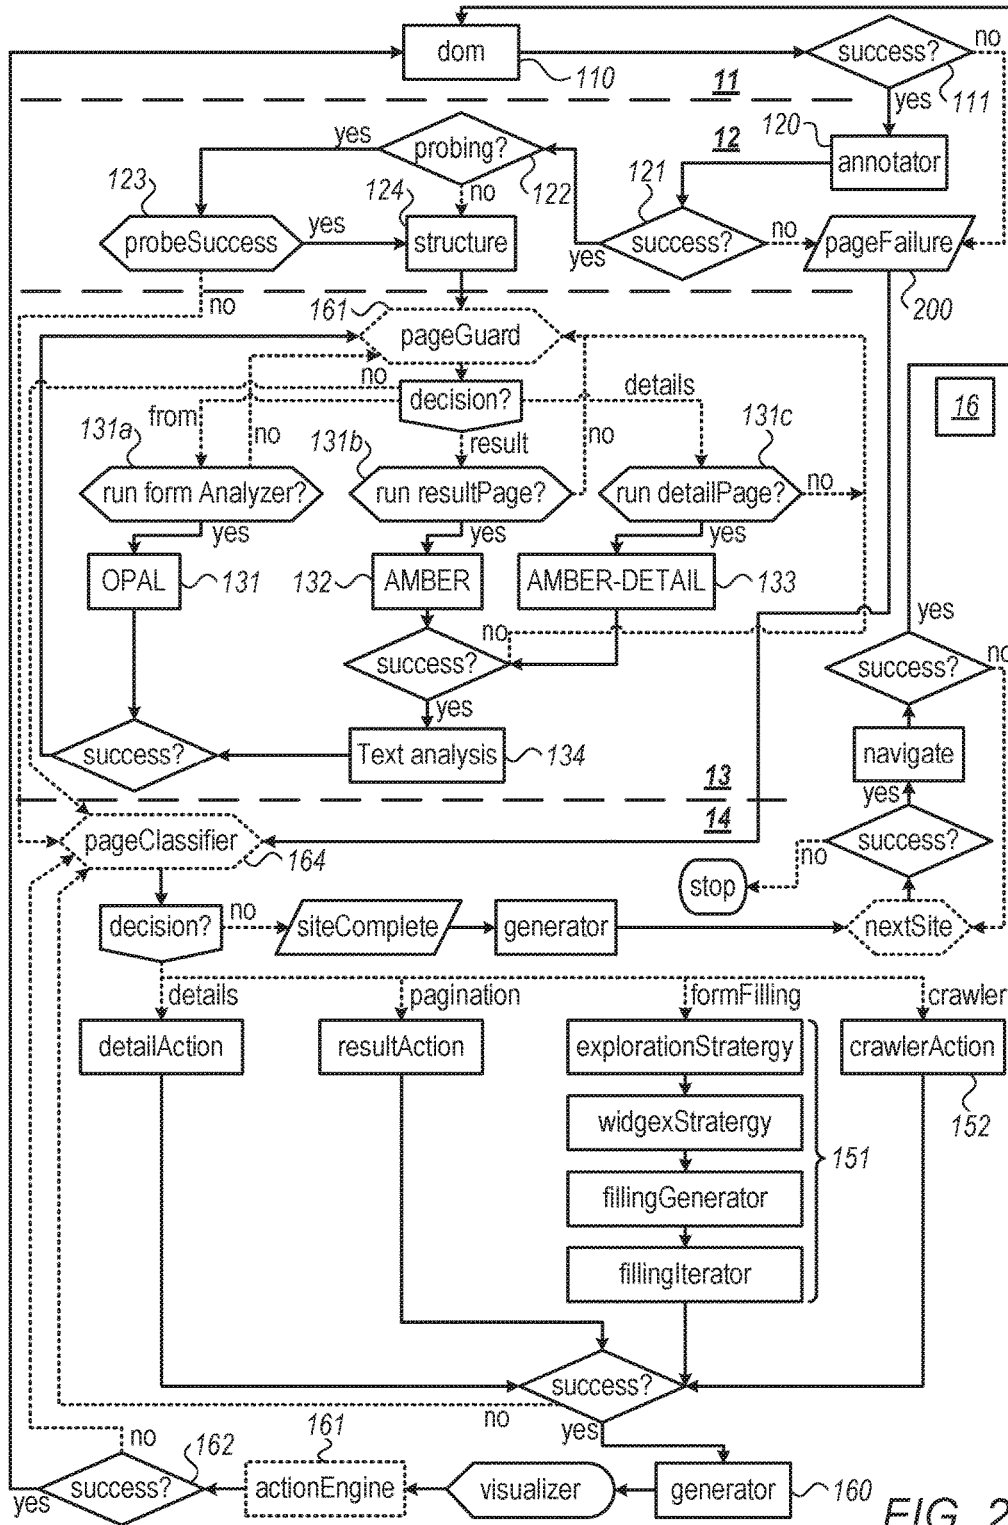 dom
110
success?
no
111
yes
11
120
annotator
12
yes
probing?
122
no
121
success?
no
yes
pageFailure
200
123
probeSuccess
yes
124
structure
no
161
pageGuard
no
decision?
details
from
result
no
131a
run form Analyzer?
131b
run resultPage?
no
131c
run detailPage?
no
yes
yes
yes
OPAL
131
132
AMBER
AMBER-DETAIL
133
no
success?
yes
success?
Text analysis
134
13
14
16
yes
success?
no
navigate
yes
success?
no
stop
pageClassifier
164
decision?
no
siteComplete
generator
nextSite
details
pagination
formFilling
crawler
detailAction
resultAction
explorationStratergy
crawlerAction
152
widgexStratergy
151
fillingGenerator
fillingIterator
success?
no
yes
no
162
success?
yes
161
actionEngine
visualizer
generator
160
FIG. 2